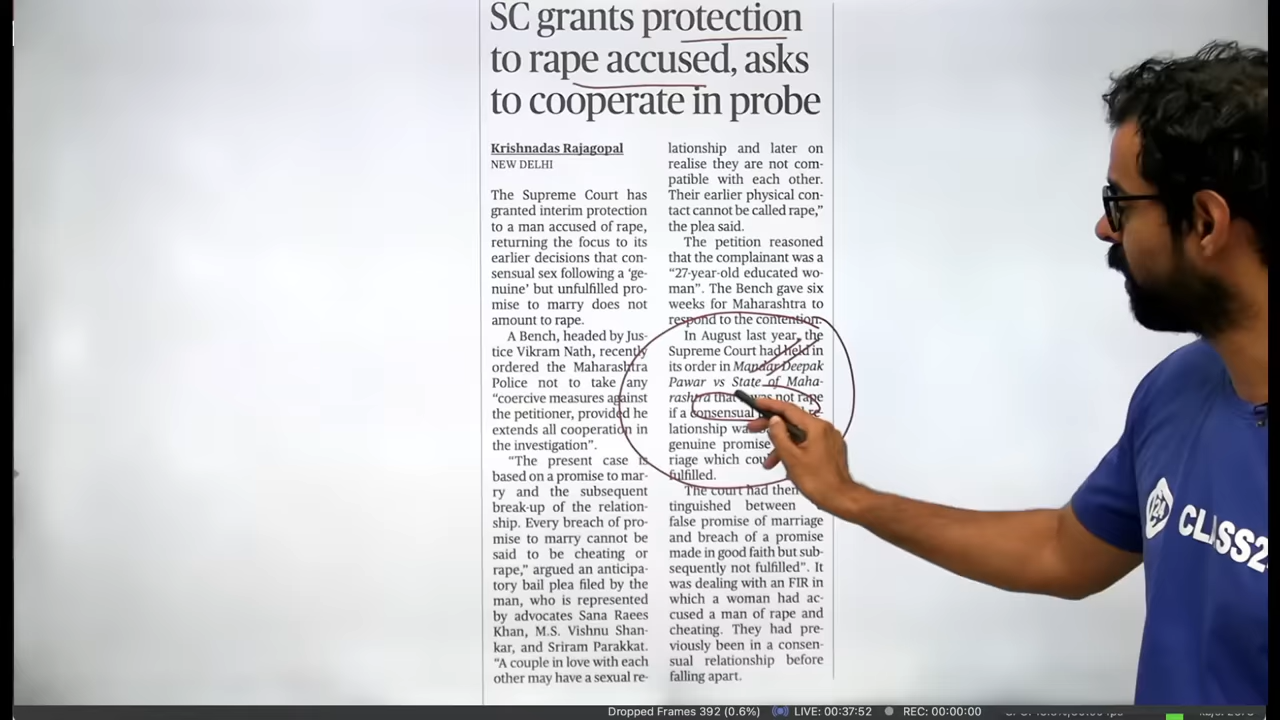 SC grants protection
to rape accused, asks
to cooperate in probe
Krishnadas Rajagopal
NEW DELHI
The Supreme Court has
granted interim protection
to a man accused of rape,
returning the focus to its
earlier decisions that con-
sensual sex following a ‘ge-
nuine’ but unfulfilled pro-
mise to marry does not
amount to rape.
A Bench, headed by Jus-
tice Vikram Nath, recently
ordered the Maharashtra
Police not to take any
“coercive measures against
the petitioner, provided he
extends all cooperation in
the investigation”.
“The present case is
based on a promise to mar-
ry and the subsequent
break-up of the relation-
ship. Every breach of pro-
mise to marry cannot be
said to be cheating or
rape,” argued an anticipa-
tory bail plea filed by the
man, who is represented
by advocates Sana Raees
Khan, M.S. Vishnu Shan-
kar, and Sriram Parakkat.
“A couple in love with each
other may have a sexual re-
lationship and later on
realise they are not com-
patible with each other.
Their earlier physical con-
tact cannot be called rape,”
the plea said.
The petition reasoned
that the complainant was a
“27-year-old educated wo-
man”. The Bench gave six
weeks for Maharashtra to
respond to the contention.
In August last year, the
Supreme Court had held in
its order in Mandar Deepak
Pawar vs State of Maha-
rashtra that was not rape
if a consensual re-
lationship
genuine promise
riage which
fulfilled.
The court had then
tinguished between
false promise of marriage
and breach of a promise
made in good faith but sub-
sequently not fulfilled”. It
was dealing with an FIR in
which a woman had ac-
cused a man of rape and
cheating. They had pre-
viously been in a consen-
sual relationship before
falling apart.
CLASS2
Dropped Frames 392 (0.6%) LIVE: 00:37:52 REC: 00:00:00